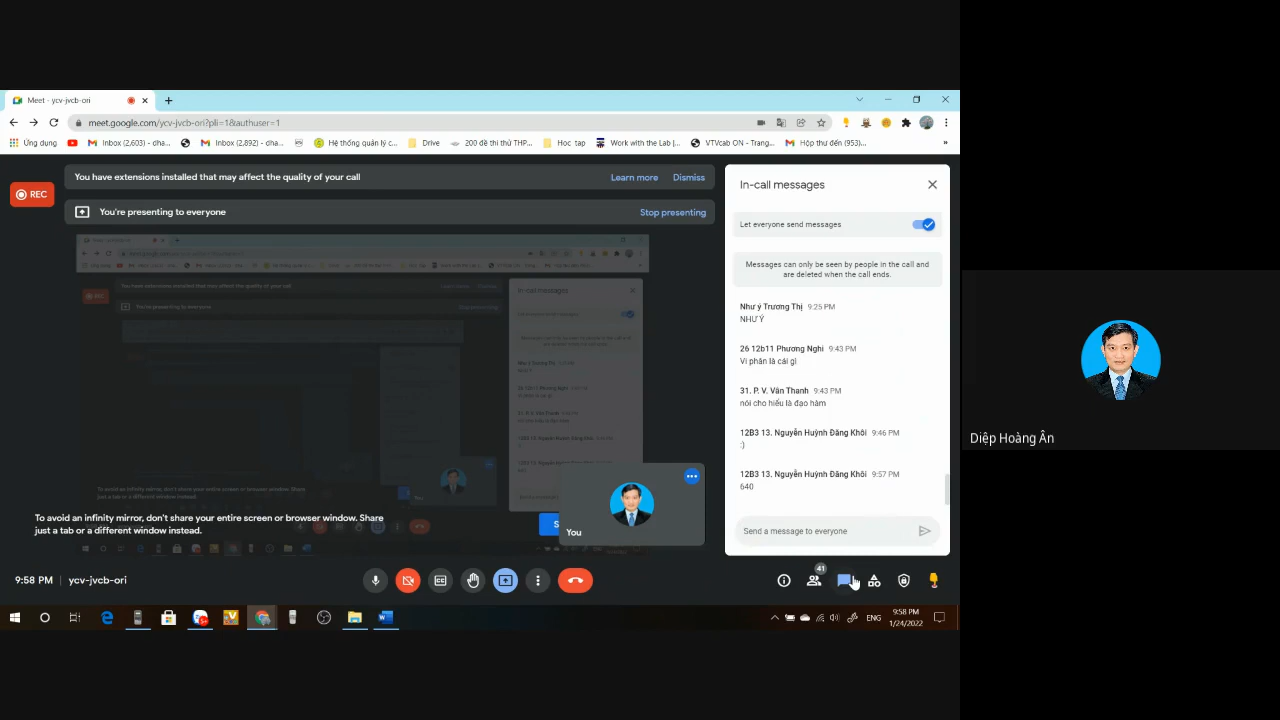 Meet - ycv-jvcb-ori
meet.google.com/ycv-jvcb-ori?pli=1&authuser=1
Ứng dụng
Inbox (2,603) - dha...
Inbox (2,892) - dha...
Hệ thống quản lý c...
Drive
200 đề thi thử THP...
Hoc tap
Work with the Lab |...
VTVcab ON - Trang...
Hộp thư đến (953)...
»
REC
You have extensions installed that may affect the quality of your call
Learn more
Dismiss
You're presenting to everyone
Stop presenting
To avoid an infinity mirror, don't share your entire screen or browser window. Share
just a tab or a different window instead.
S
You
In-call messages
Let everyone send messages
Messages can only be seen by people in the call and
are deleted when the call ends.
Như ý Trương Thị 9:25 PM
NHƯ Ý
26 12b11 Phương Nghi 9:43 PM
Vi phân là cái gì
31. P. V. Vân Thanh 9:43 PM
nói cho hiểu là đạo hàm
12B3 13. Nguyễn Huỳnh Đăng Khôi 9:46 PM
:)
12B3 13. Nguyễn Huỳnh Đăng Khôi 9:57 PM
640
Send a message to everyone
9:58 PM | ycv-jvcb-ori
41
ENG
9:58 PM
1/24/2022
Diệp Hoàng Ân